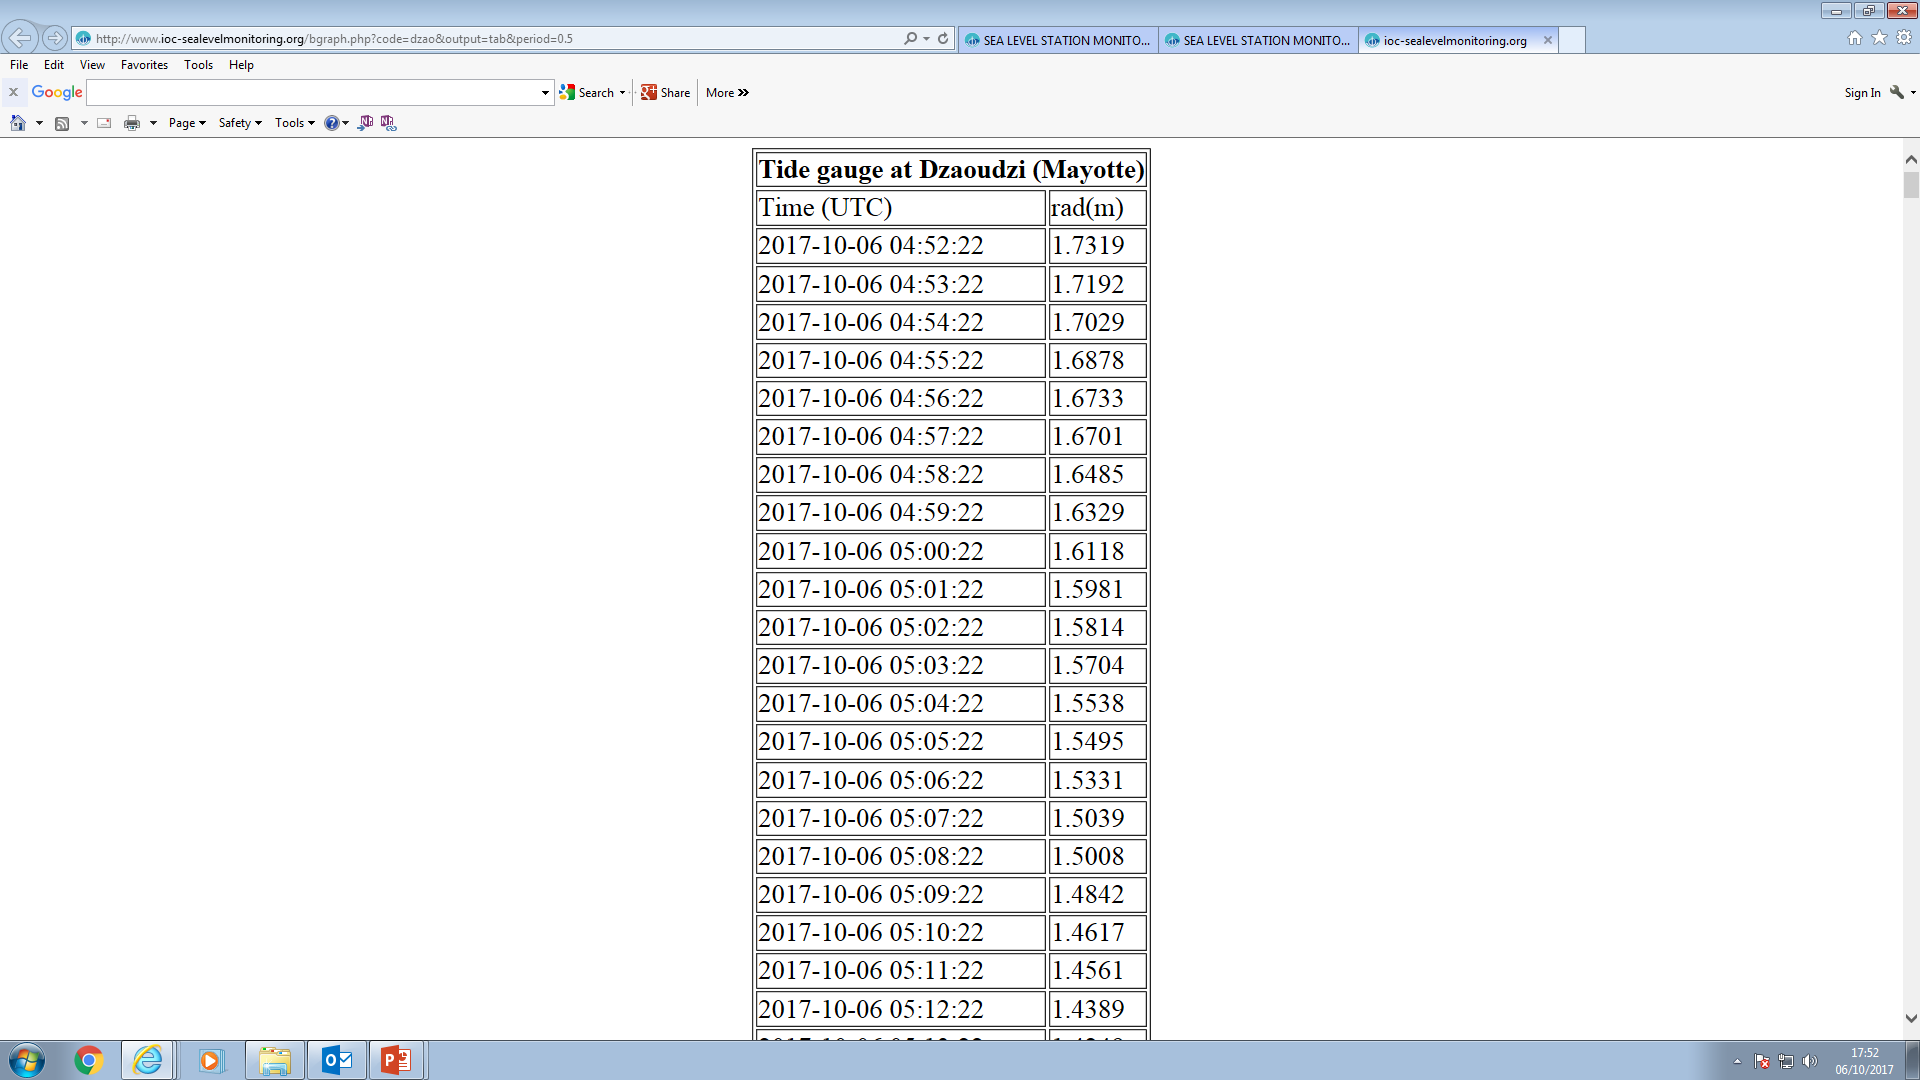 http://www.ioc-sealevelmonitoring.org/bgraph.php?code=dzao&output=tab&period=0.5
SEA LEVEL STATION MONITO...
SEA LEVEL STATION MONITO...
ioc-sealevelmonitoring.org
File Edit View Favorites Tools Help
x Google Search Share More »
Sign In
Page Safety Tools
Tide gauge at Dzaoudzi (Mayotte)
Time (UTC) rad(m)
2017-10-06 04:52:22 1.7319
2017-10-06 04:53:22 1.7192
2017-10-06 04:54:22 1.7029
2017-10-06 04:55:22 1.6878
2017-10-06 04:56:22 1.6733
2017-10-06 04:57:22 1.6701
2017-10-06 04:58:22 1.6485
2017-10-06 04:59:22 1.6329
2017-10-06 05:00:22 1.6118
2017-10-06 05:01:22 1.5981
2017-10-06 05:02:22 1.5814
2017-10-06 05:03:22 1.5704
2017-10-06 05:04:22 1.5538
2017-10-06 05:05:22 1.5495
2017-10-06 05:06:22 1.5331
2017-10-06 05:07:22 1.5039
2017-10-06 05:08:22 1.5008
2017-10-06 05:09:22 1.4842
2017-10-06 05:10:22 1.4617
2017-10-06 05:11:22 1.4561
2017-10-06 05:12:22 1.4389
17:52
06/10/2017